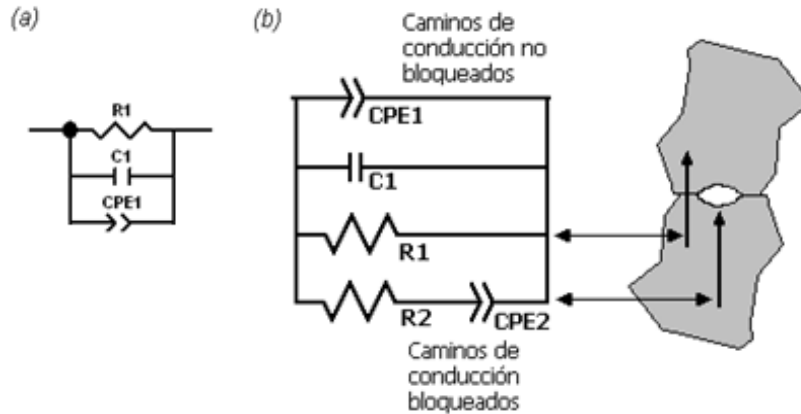 (a)
R1
C1
CPE1
(b)
Caminos de
conducción no
bloqueados
CPE1
C1
R1
R2
CPE2
Caminos de
conducción
bloqueados